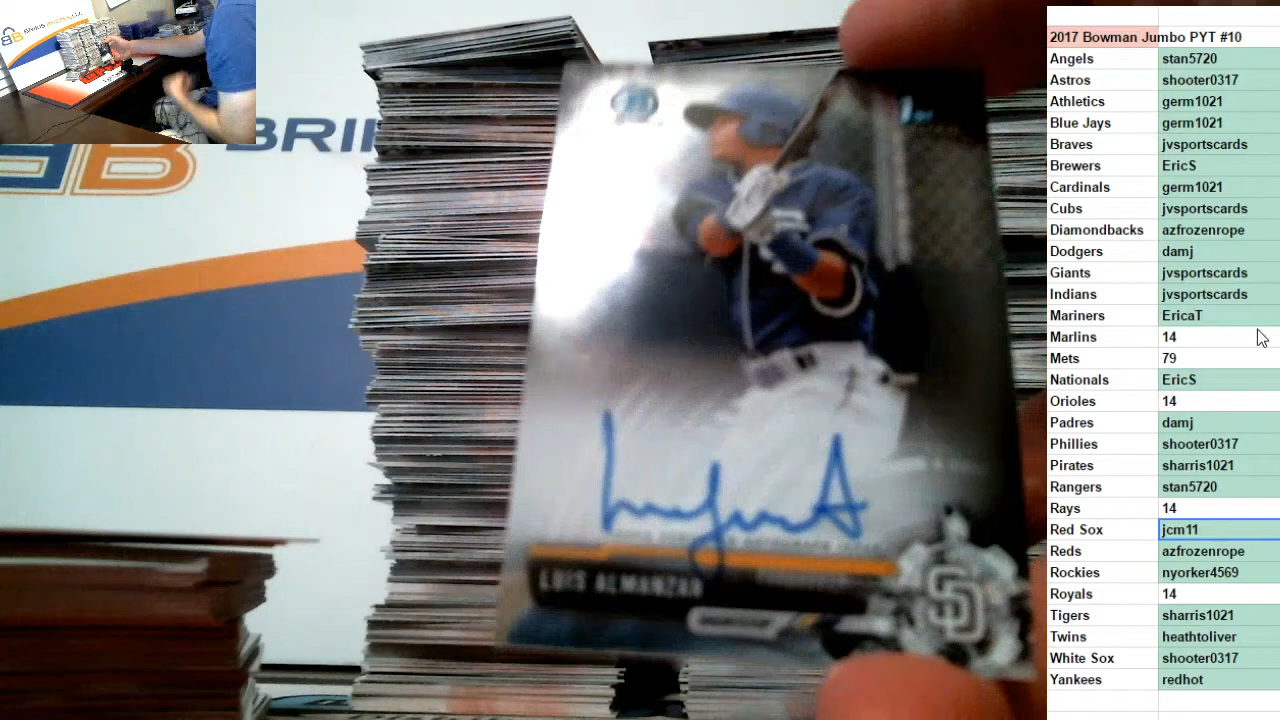 BRI
BB
2017 Bowman Jumbo PYT #10
Angels stan5720
Astros shooter0317
Athletics germ1021
Blue Jays germ1021
Braves jvsportscards
Brewers EricS
Cardinals germ1021
Cubs jvsportscards
Diamondbacks azfrozenrope
Dodgers damj
Giants jvsportscards
Indians jvsportscards
Mariners EricaT
Marlins 14
Mets 79
Nationals EricS
Orioles 14
Padres damj
Phillies shooter0317
Pirates sharris1021
Rangers stan5720
Rays 14
Red Sox jcm11
Reds azfrozenrope
Rockies nyorker4569
Royals 14
Tigers sharris1021
Twins heathtoliver
White Sox shooter0317
Yankees redhot
LUIS ALMANZAR
SD